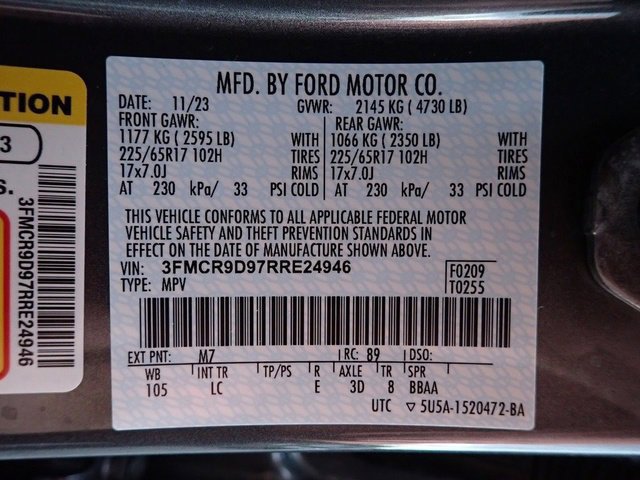 TION
3
S.
3FMCR9D97RRE24946
MFD. BY FORD MOTOR CO.
DATE: 11/23 GVWR: 2145 KG ( 4730 LB)
FRONT GAWR: REAR GAWR:
1177 KG ( 2595 LB) WITH 1066 KG ( 2350 LB) WITH
225/65R17 102H TIRES 225/65R17 102H TIRES
17x7.0J RIMS 17x7.0J RIMS
AT 230 kPa/ 33 PSI COLD AT 230 kPa/ 33 PSI COLD
THIS VEHICLE CONFORMS TO ALL APPLICABLE FEDERAL MOTOR
VEHICLE SAFETY AND THEFT PREVENTION STANDARDS IN
EFFECT ON THE DATE OF MANUFACTURE SHOWN ABOVE.
VIN: 3FMCR9D97RRE24946 F0209
TYPE: MPV T0255
EXT PNT: M7 RC: 89 DSO:
WB INT TR TP/PS R AXLE TR SPR
105 LC E 3D 8 BBAA
UTC ▽ 5U5A-1520472-BA